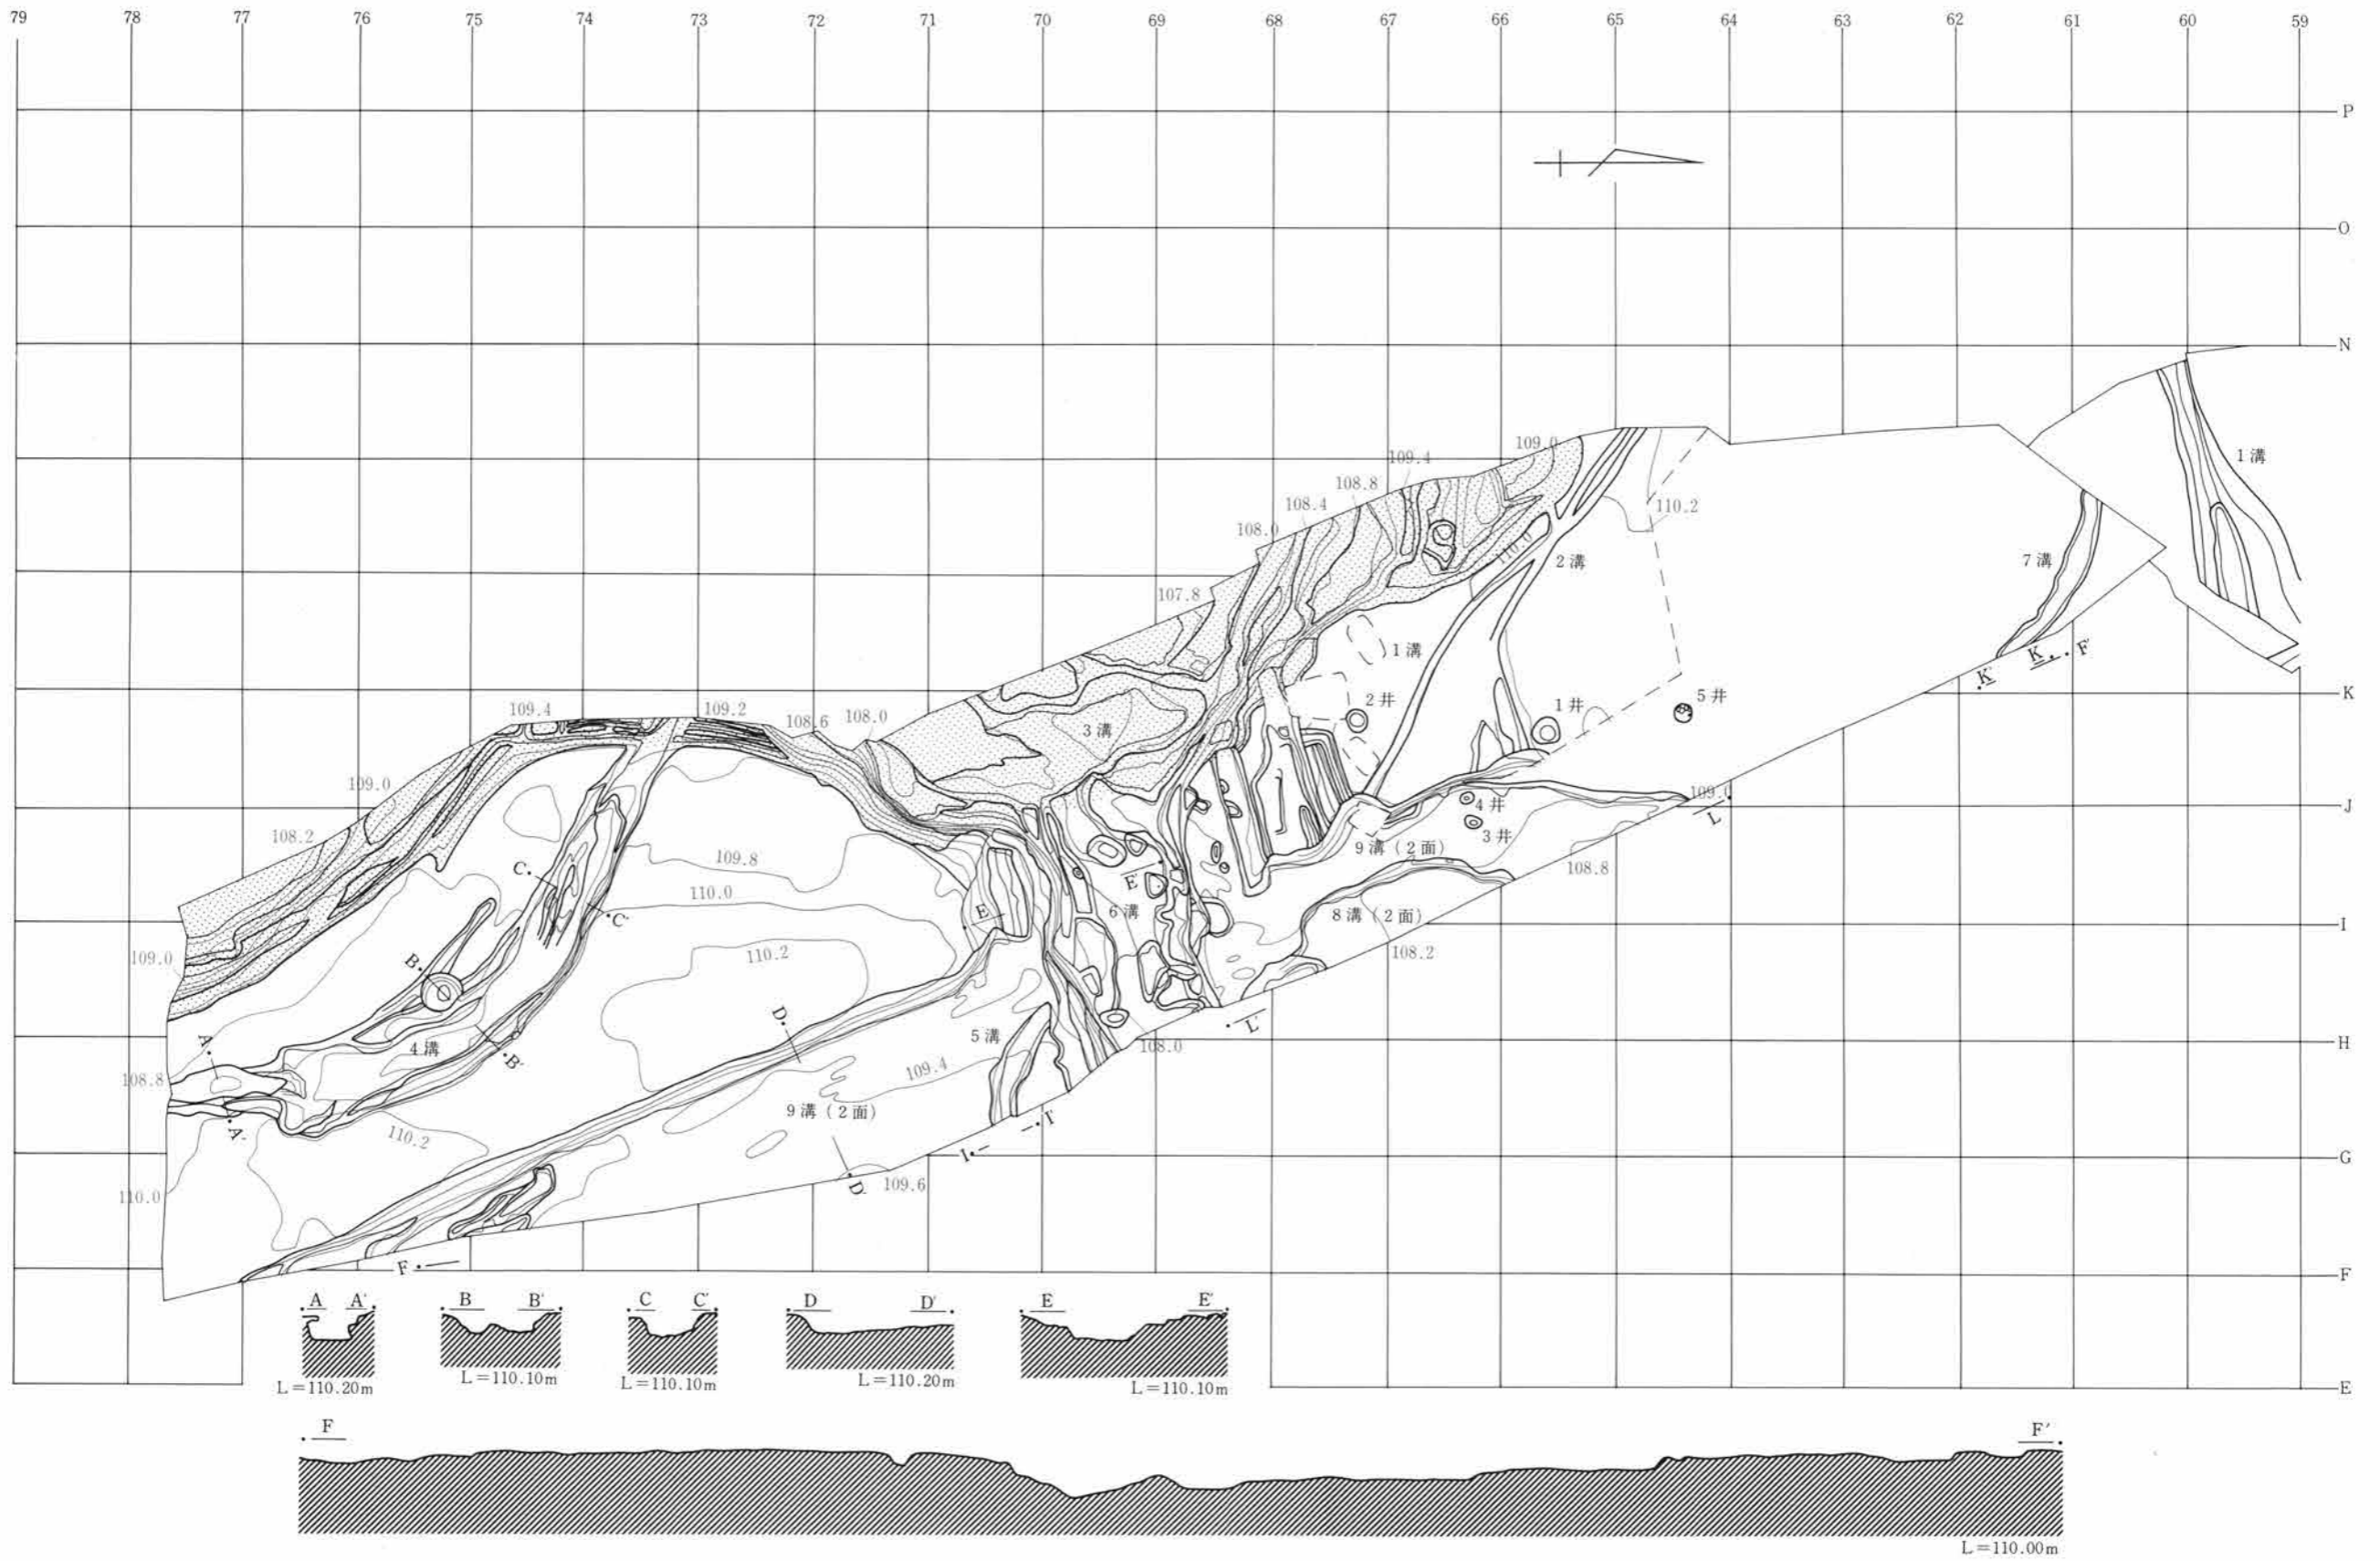 79 78 77 76 75 74 73 72 71 70 69 68 67 66 65 64 63 62 61 60 59
P
O
N
109.0
109.4
1溝
108.8
108.4
110.2
108.0
110.0
2溝
7溝
107.8
1溝
K F′
K′
K
109.4 109.2
2井
1井
5井
108.6 108.0
3溝
109.0
109.0
4井
J
L
108.2
3井
9溝(2面)
109.8
108.8
C
E′
110.0
C′
E
6溝
8溝(2面)
I
109.0
B
110.2
108.2
D
L′
A
5溝
4溝
B′
108.0
H
109.4
108.8
9溝(2面)
A′
110.2
I′
I
G
110.0
D′
109.6
F
F
A A′ B B′ C C′ D D′ E E′
L=110.20m
L=110.10m
L=110.10m
L=110.20m
L=110.10m
E
F F′
L=110.00m